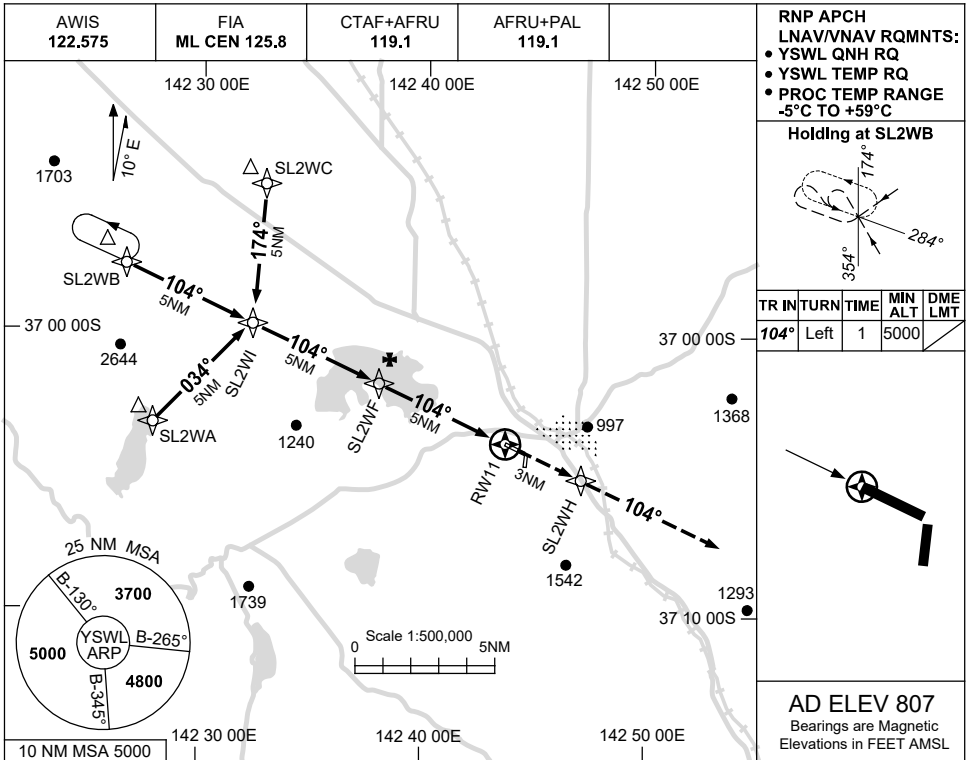 AWIS
122.575
FIA
ML CEN 125.8
CTAF+AFRU
119.1
AFRU+PAL
119.1
RNP APCH
LNAV/VNAV RQMNTS:
• YSWL QNH RQ
• YSWL TEMP RQ
• PROC TEMP RANGE
-5°C TO +59°C
142 30 00E
142 40 00E
142 50 00E
10° E
1703
SL2WC
174°
5NM
SL2WB
104°
5NM
Holding at SL2WB
174°
284°
354°
TR IN TURN TIME MIN ALT DME LMT
104° Left 1 5000
37 00 00S
37 00 00S
2644
SL2WI
104°
5NM
034°
5NM
SL2WA
1240
SL2WF
104°
5NM
997
1368
RW11
3NM
SL2WH
104°
1542
1739
1293
37 10 00S
25 NM MSA
B-130°
3700
YSWL
ARP
B-265°
5000
4800
B-345°
10 NM MSA 5000
Scale 1:500,000
0
5NM
142 30 00E
142 40 00E
142 50 00E
AD ELEV 807
Bearings are Magnetic
Elevations in FEET AMSL